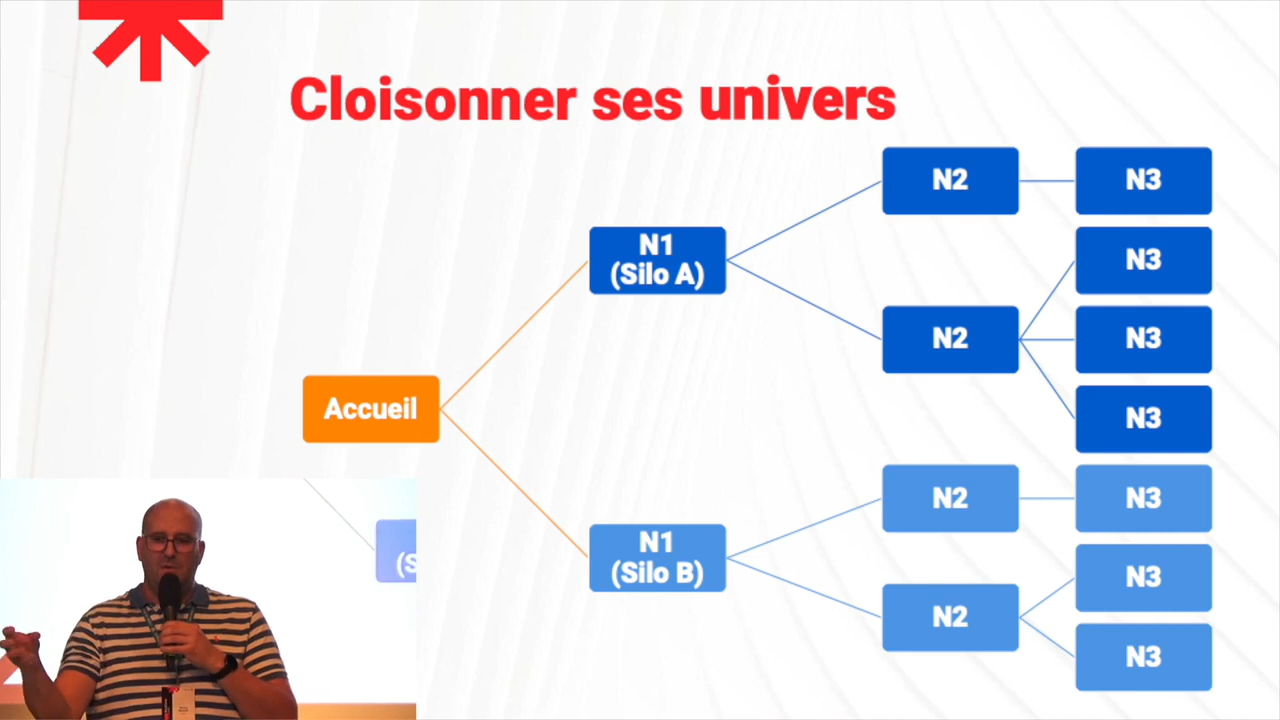 Cloisonner ses univers
N2
N3
N1
(Silo A)
N3
N2
N3
N3
Accueil
N2
N3
N1
(Silo B)
N3
N2
N3
(S